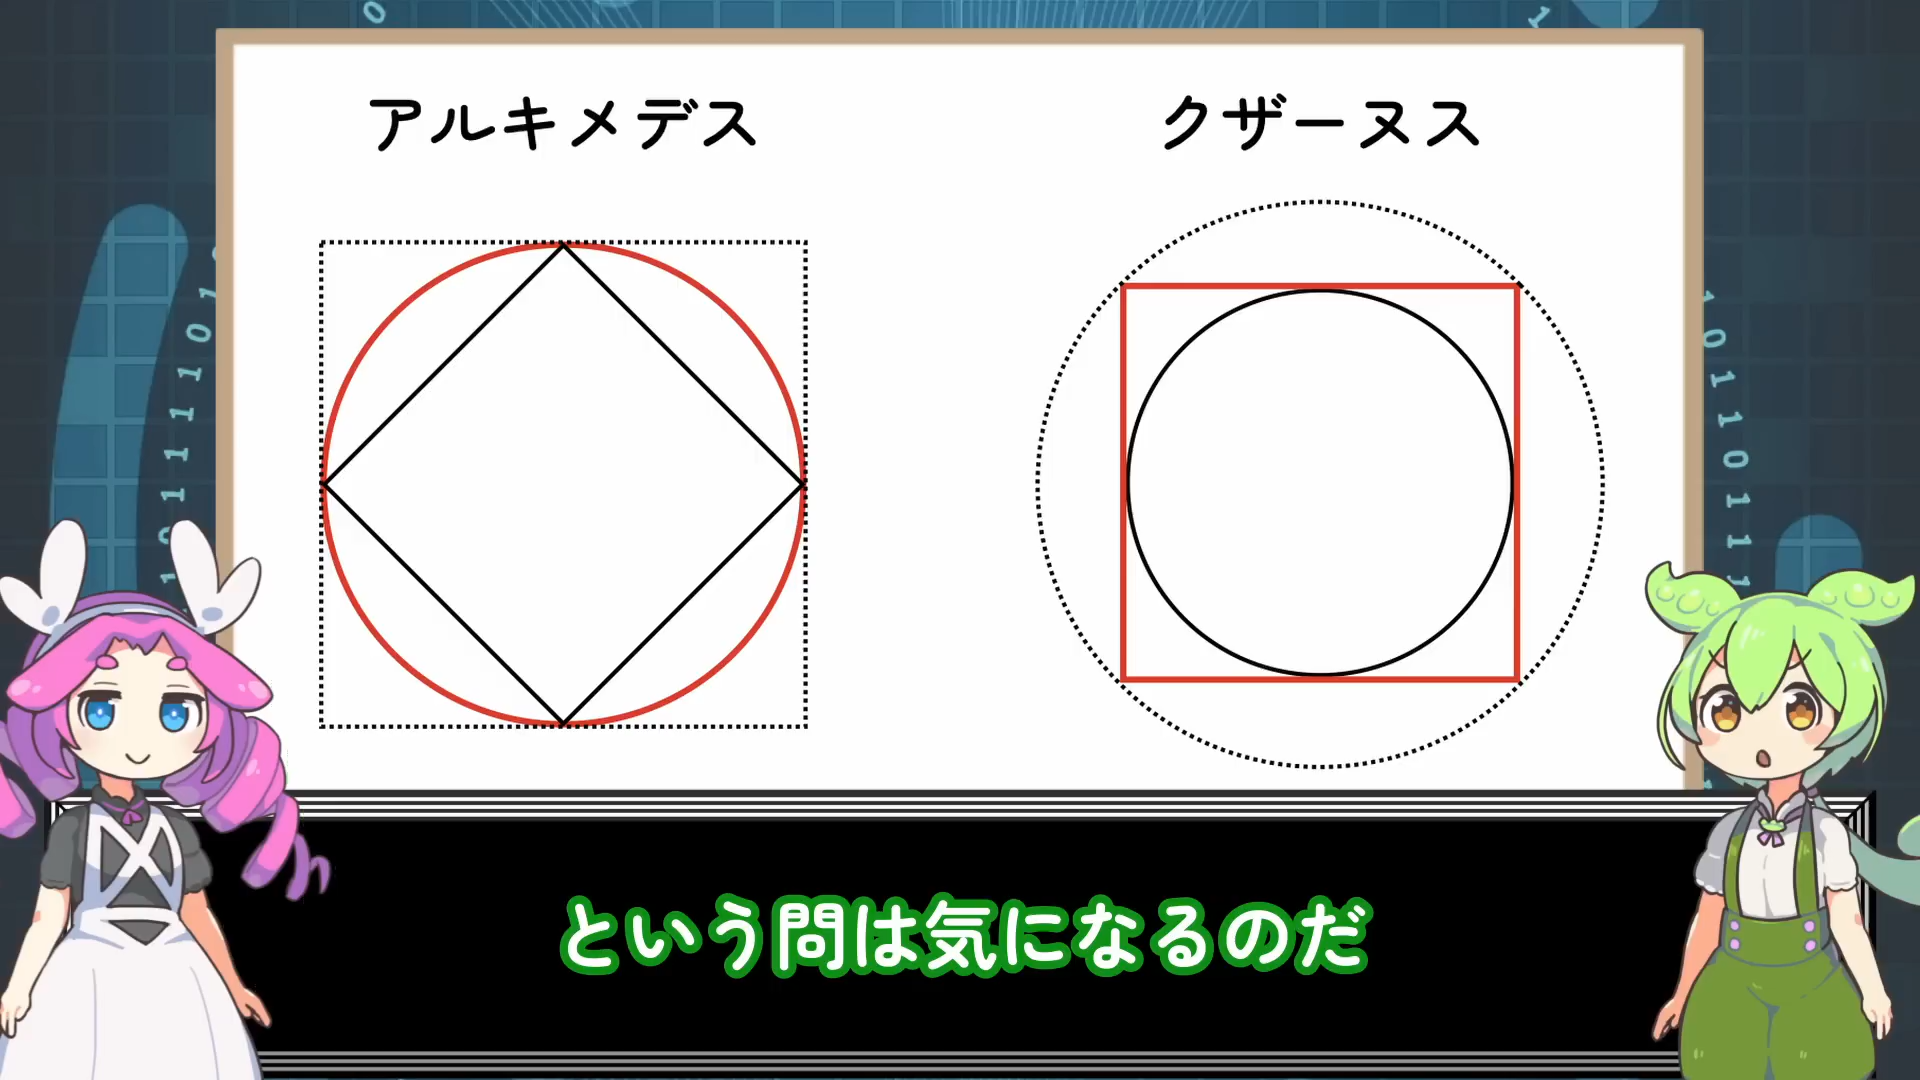 アルキメデス
クザーヌス
という問は気になるのだ